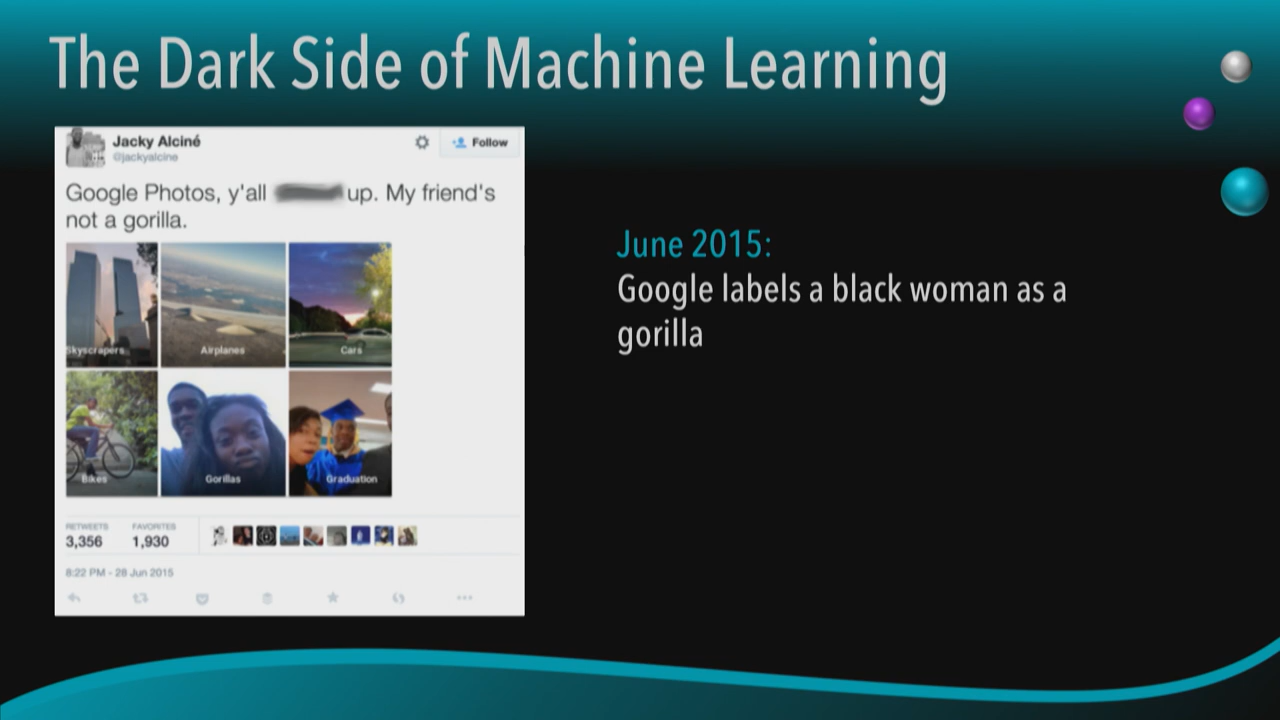 The Dark Side of Machine Learning
Jacky Alciné
@jackyalcine
Follow
Google Photos, y'all up. My friend's
not a gorilla.
Skyscrapers
Airplanes
Cars
Bikes
Gorillas
Graduation
RETWEETS
FAVORITES
3,356
1,930
8:22 PM - 28 Jun 2015
June 2015:
Google labels a black woman as a
gorilla